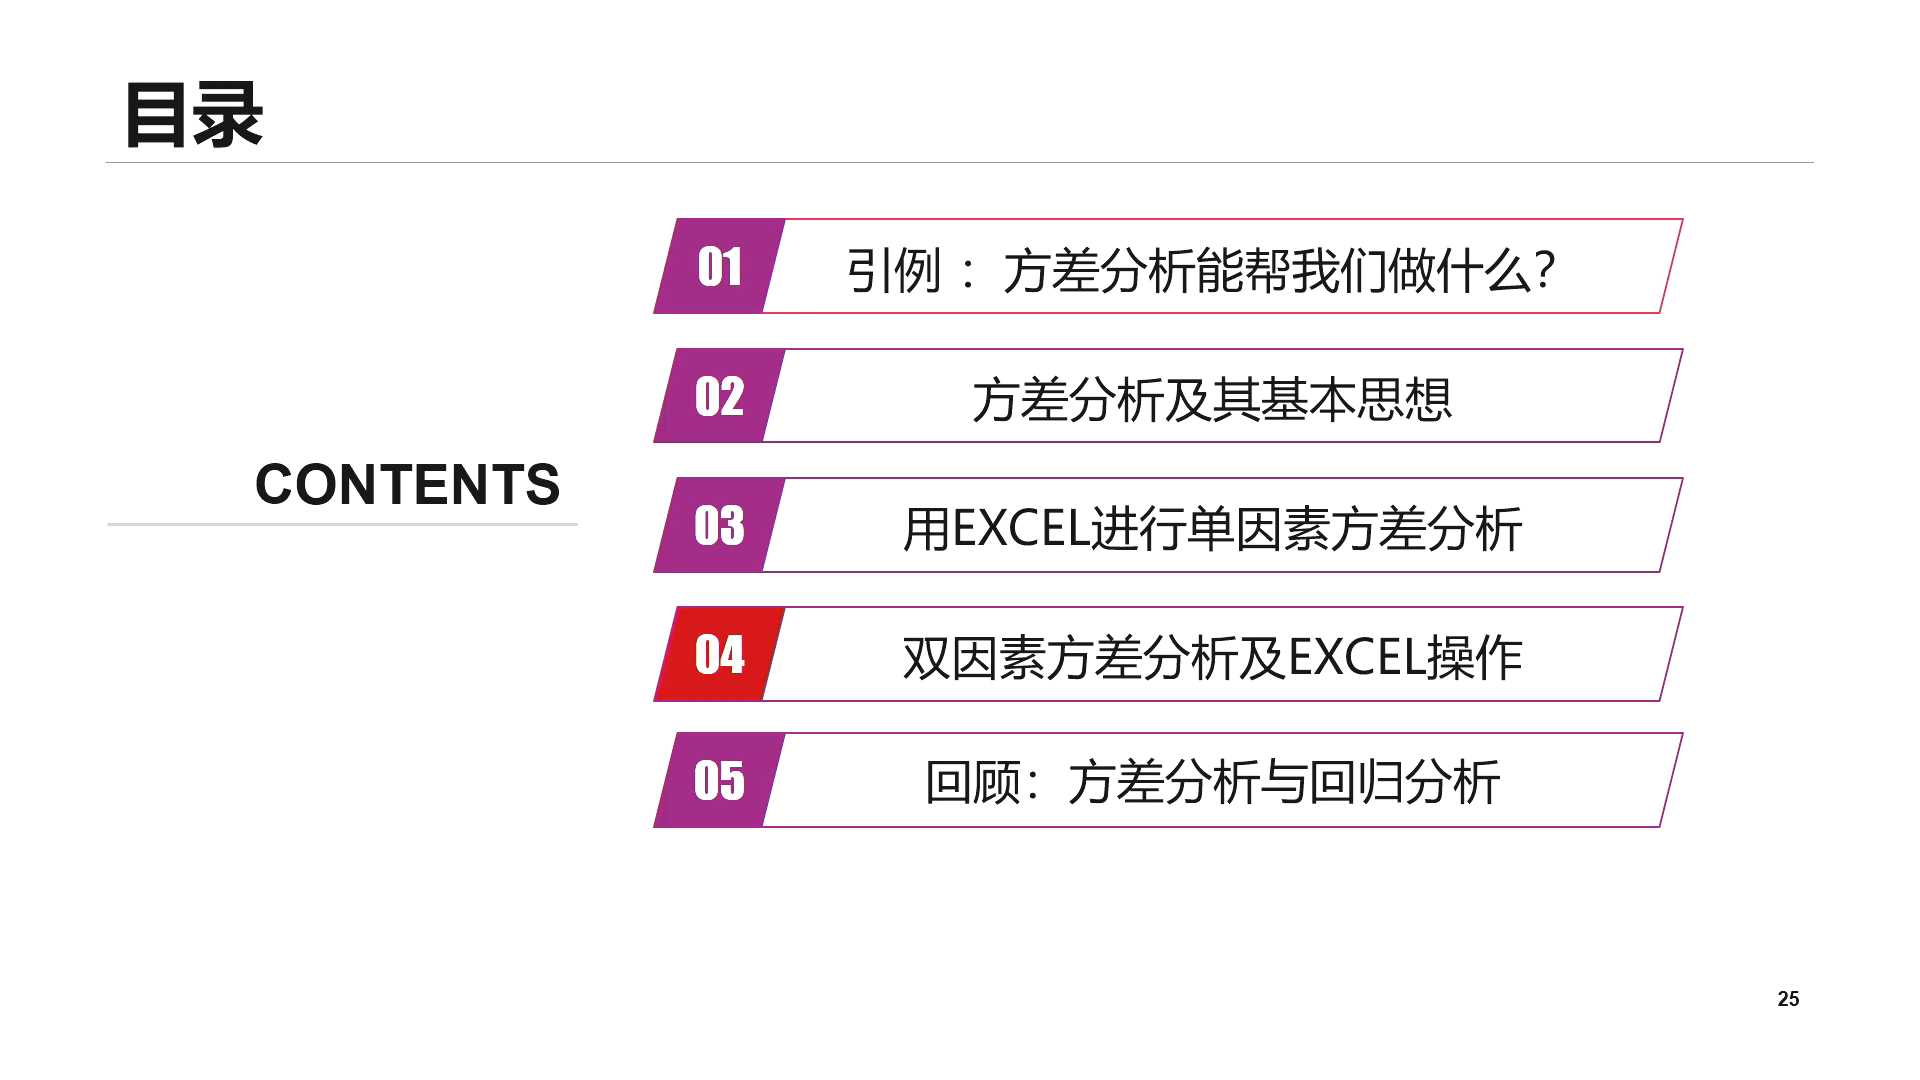 目录
CONTENTS
01 引例 ：方差分析能帮我们做什么？
02 方差分析及其基本思想
03 用EXCEL进行单因素方差分析
04 双因素方差分析及EXCEL操作
05 回顾：方差分析与回归分析
25